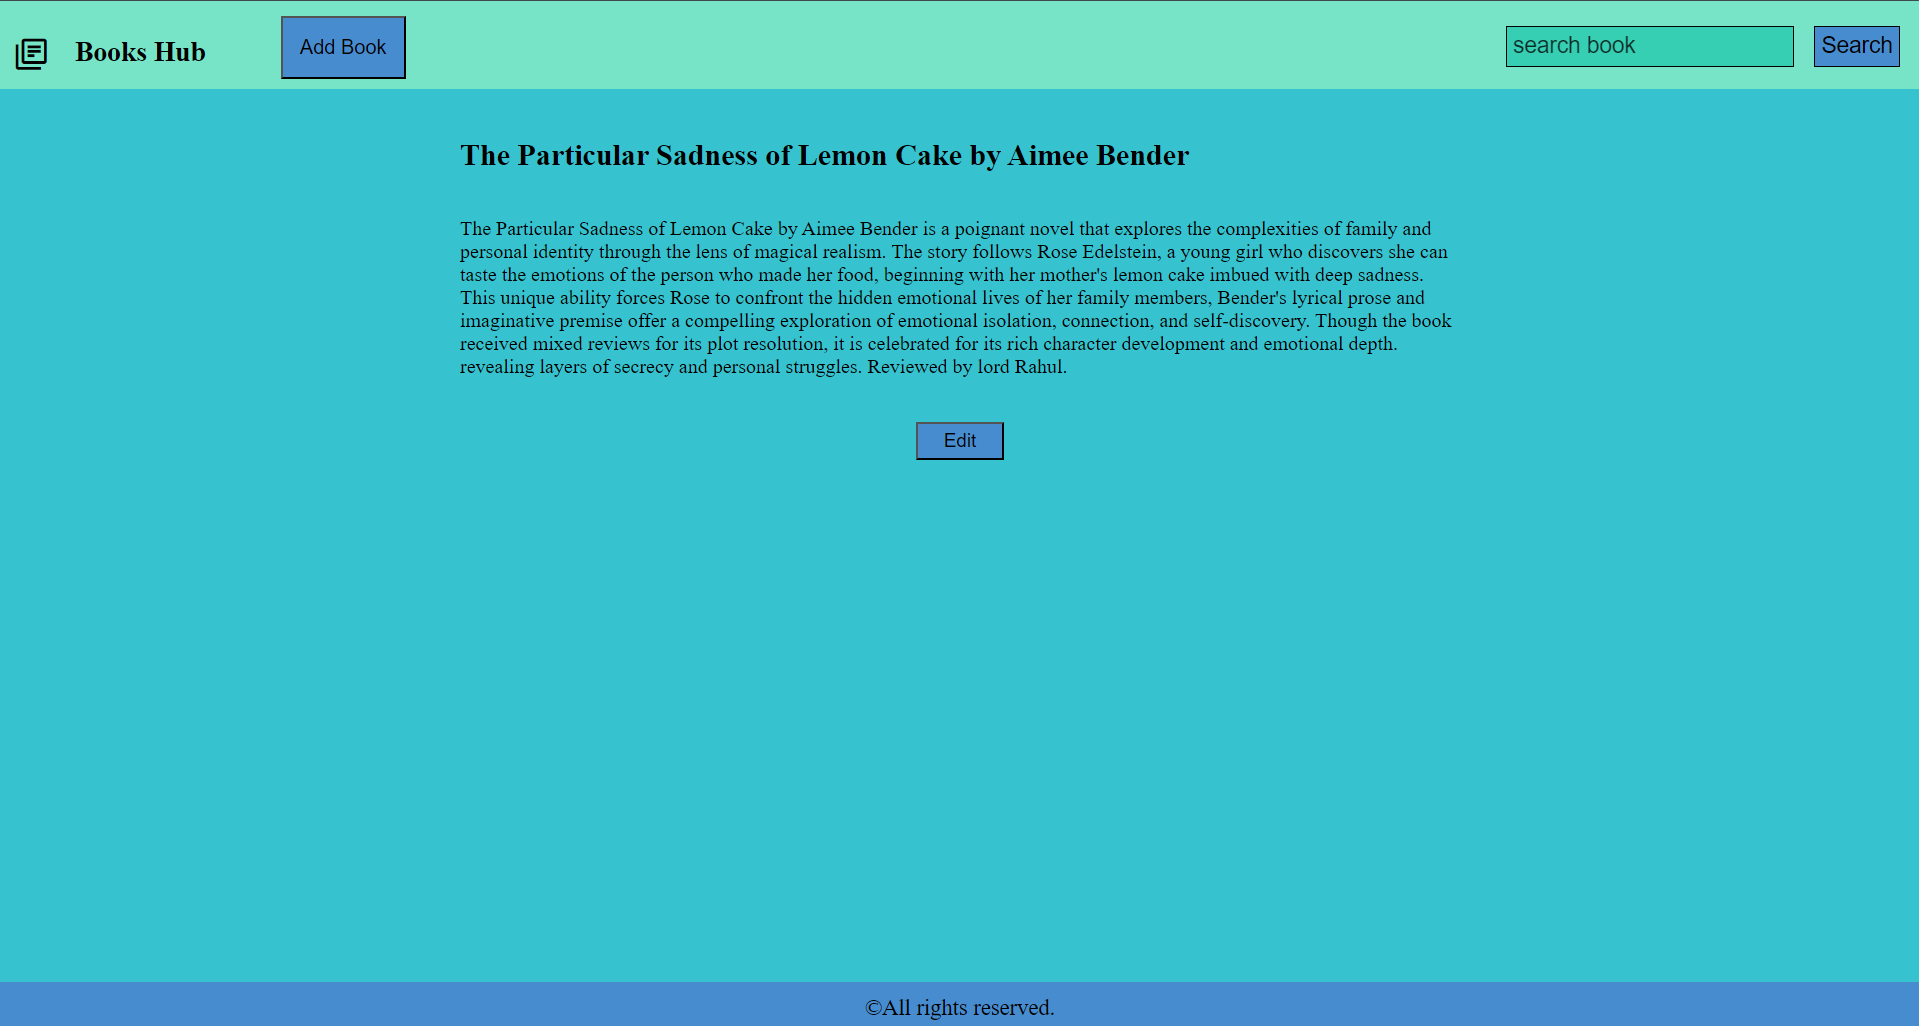 Books Hub
Add Book
search book
Search
The Particular Sadness of Lemon Cake by Aimee Bender
The Particular Sadness of Lemon Cake by Aimee Bender is a poignant novel that explores the complexities of family and
personal identity through the lens of magical realism. The story follows Rose Edelstein, a young girl who discovers she can
taste the emotions of the person who made her food, beginning with her mother's lemon cake imbued with deep sadness.
This unique ability forces Rose to confront the hidden emotional lives of her family members, Bender's lyrical prose and
imaginative premise offer a compelling exploration of emotional isolation, connection, and self-discovery. Though the book
received mixed reviews for its plot resolution, it is celebrated for its rich character development and emotional depth.
revealing layers of secrecy and personal struggles. Reviewed by lord Rahul.
Edit
©All rights reserved.